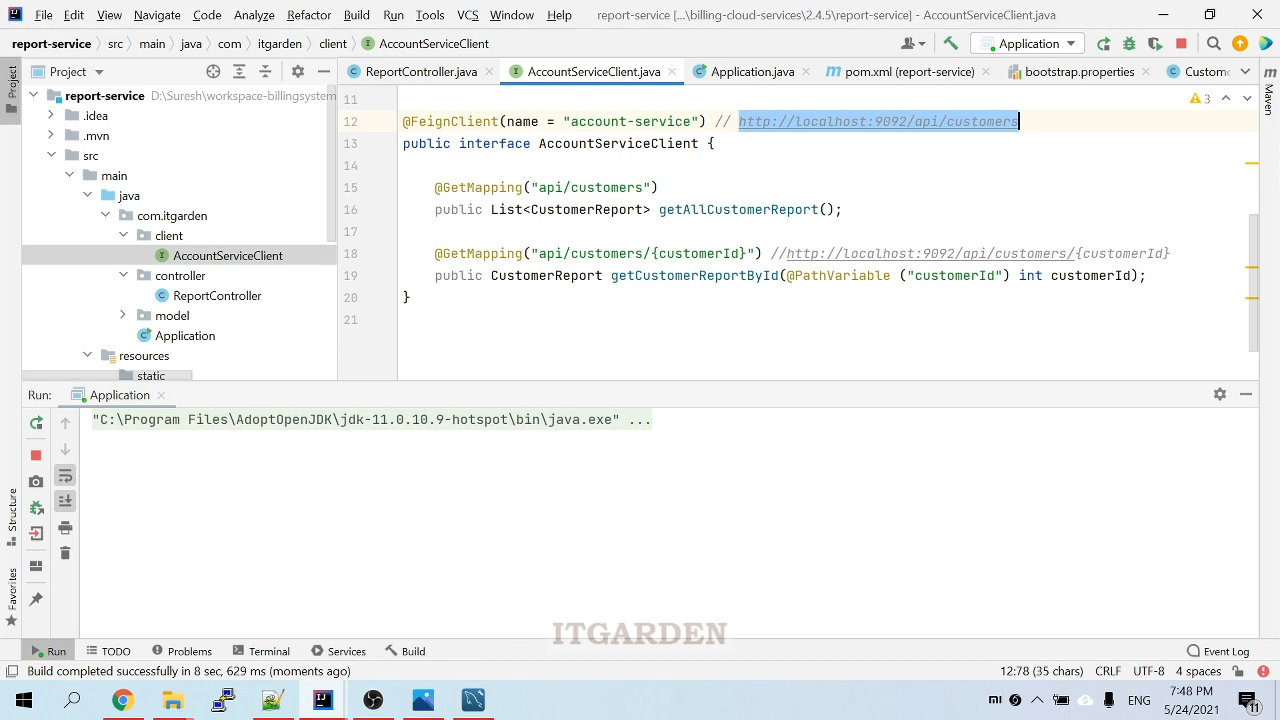 File Edit View Navigate Code Analyze Refactor Build Run Tools VCS Window Help report-service [...\billing-cloud-services\2.4.5\report-service] - AccountServiceClient.java
report-service src main java com itgarden client AccountServiceClient Application
Project ReportController.java AccountServiceClient.java Application.java pom.xml (report-service) bootstrap.properties Custom
report-service D:\Suresh\workspace-billingsystem
.idea
.mvn
src
main
java
com.itgarden
client
AccountServiceClient
controller
ReportController
model
Application
resources
static
11
3
12 @FeignClient(name = "account-service") // http://localhost:9092/api/customers
13 public interface AccountServiceClient {
14
15 @GetMapping("api/customers")
16 public List<CustomerReport> getAllCustomerReport();
17
18 @GetMapping("api/customers/{customerId}") //http://localhost:9092/api/customers/{customerId}
19 public CustomerReport getCustomerReportById(@PathVariable ("customerId") int customerId);
20 }
21
Project
Structure
Favorites
Maven
Run: Application
"C:\Program Files\AdoptOpenJDK\jdk-11.0.10.9-hotspot\bin\java.exe" ...
ITGARDEN
Run TODO Problems Terminal Services Build Event Log
Build completed successfully in 8 sec, 629 ms (moments ago) 12:78 (35 chars) CRLF UTF-8 4 spaces
ENG 7:48 PM
5/24/2021 11